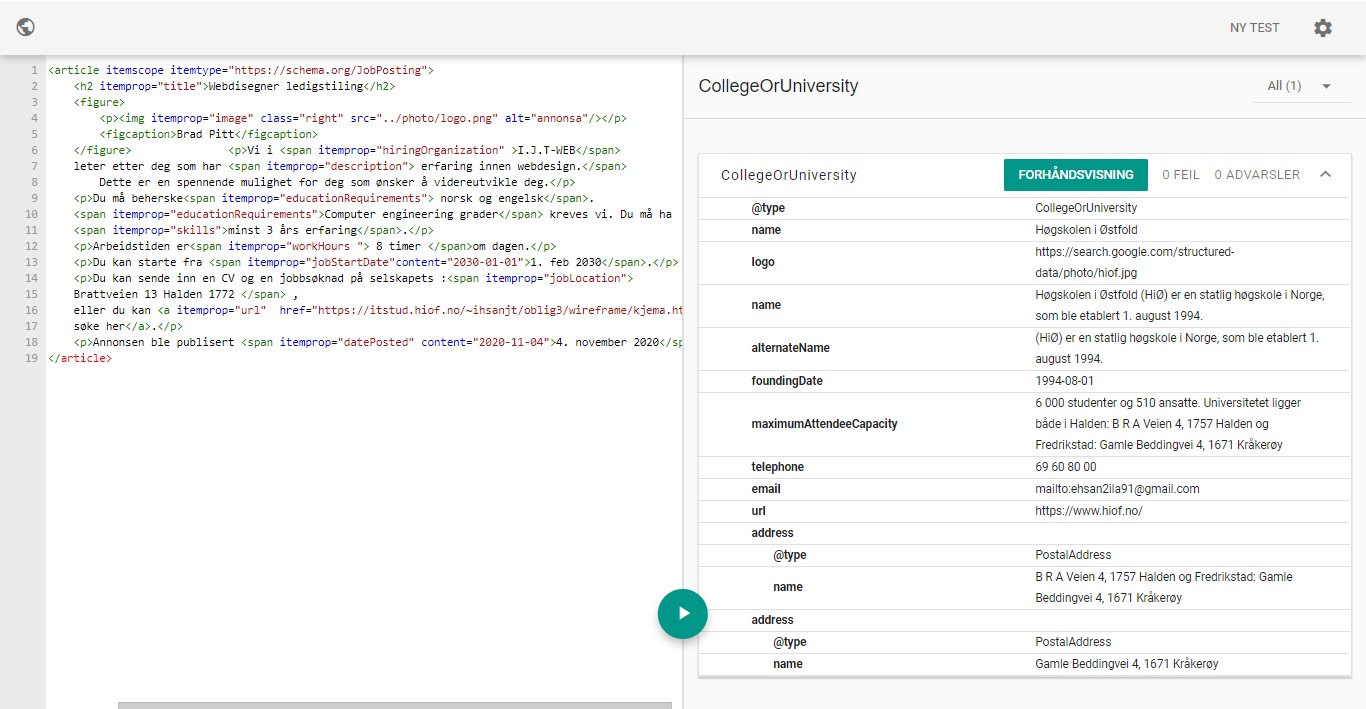 NY TEST
1 <article itemscope itemtype="https://schema.org/JobPosting">
2 <h2 itemprop="title">Webdisegner ledigstiling</h2>
3 <figure>
4 <p><img itemprop="image" class="right" src="../photo/logo.png" alt="annonsa"/></p>
5 <figcaption>Brad Pitt</figcaption>
6 </figure> <p>Vi i <span itemprop="hiringOrganization" >I.J.T-WEB</span>
7 leter etter deg som har <span itemprop="description"> erfaring innen webdesign.</span>
8 Dette er en spennende mulighet for deg som ønsker å videreutvikle deg.</p>
9 <p>Du må beherske<span itemprop="educationRequirements"> norsk og engelsk</span>.
10 <span itemprop="educationRequirements">Computer engineering grader</span> kreves vi. Du må ha
11 <span itemprop="skills">minst 3 års erfaring</span>.</p>
12 <p>Arbeidstiden er<span itemprop="workHours "> 8 timer </span>om dagen.</p>
13 <p>Du kan starte fra <span itemprop="jobStartDate"content="2030-01-01">1. feb 2030</span>.</p>
14 <p>Du kan sende inn en CV og en jobbsøknad på selskapets :<span itemprop="jobLocation">
15 Brattveien 13 Halden 1772 </span> ,
16 eller du kan <a itemprop="url"  href="https://itstud.hiof.no/~ihsanjt/oblig3/wireframe/kjema.ht
17 søke her</a>.</p>
18 <p>Annonsen ble publisert <span itemprop="datePosted" content="2020-11-04">4. november 2020</sp
19 </article>
CollegeOrUniversity
All (1)
CollegeOrUniversity FORHÅNDSVISNING 0 FEIL 0 ADVARSLER
@type CollegeOrUniversity
name Høgskolen i Østfold
logo https://search.google.com/structured-
data/photo/hiof.jpg
name Høgskolen i Østfold (HiØ) er en statlig høgskole i Norge,
som ble etablert 1. august 1994.
alternateName (HiØ) er en statlig høgskole i Norge, som ble etablert 1.
august 1994.
foundingDate 1994-08-01
maximumAttendeeCapacity 6 000 studenter og 510 ansatte. Universitetet ligger
både i Halden: B R A Veien 4, 1757 Halden og
Fredrikstad: Gamle Beddingvei 4, 1671 Kråkerøy
telephone 69 60 80 00
email mailto:ehsan2ila91@gmail.com
url https://www.hiof.no/
address
@type PostalAddress
name B R A Veien 4, 1757 Halden og Fredrikstad: Gamle
Beddingvei 4, 1671 Kråkerøy
address
@type PostalAddress
name Gamle Beddingvei 4, 1671 Kråkerøy